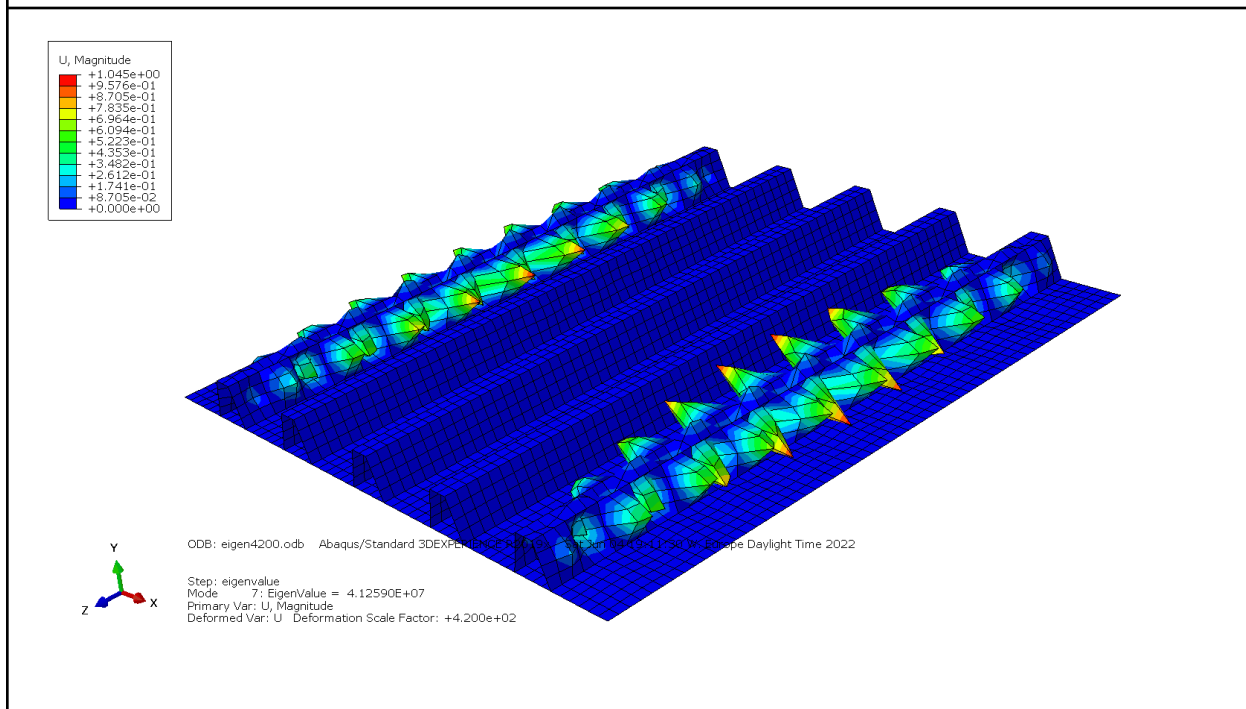 U, Magnitude
+1.045e+00
+9.576e-01
+8.705e-01
+7.835e-01
+6.964e-01
+6.094e-01
+5.223e-01
+4.353e-01
+3.482e-01
+2.612e-01
+1.741e-01
+8.705e-02
+0.000e+00
Y
Z
X
ODB: eigen4200.odb Abaqus/Standard Daylight Time 2022
Step: eigenvalue
Mode 7: EigenValue = 4.12590E+07
Primary Var: U, Magnitude
Deformed Var: U Deformation Scale Factor: +4.200e+02